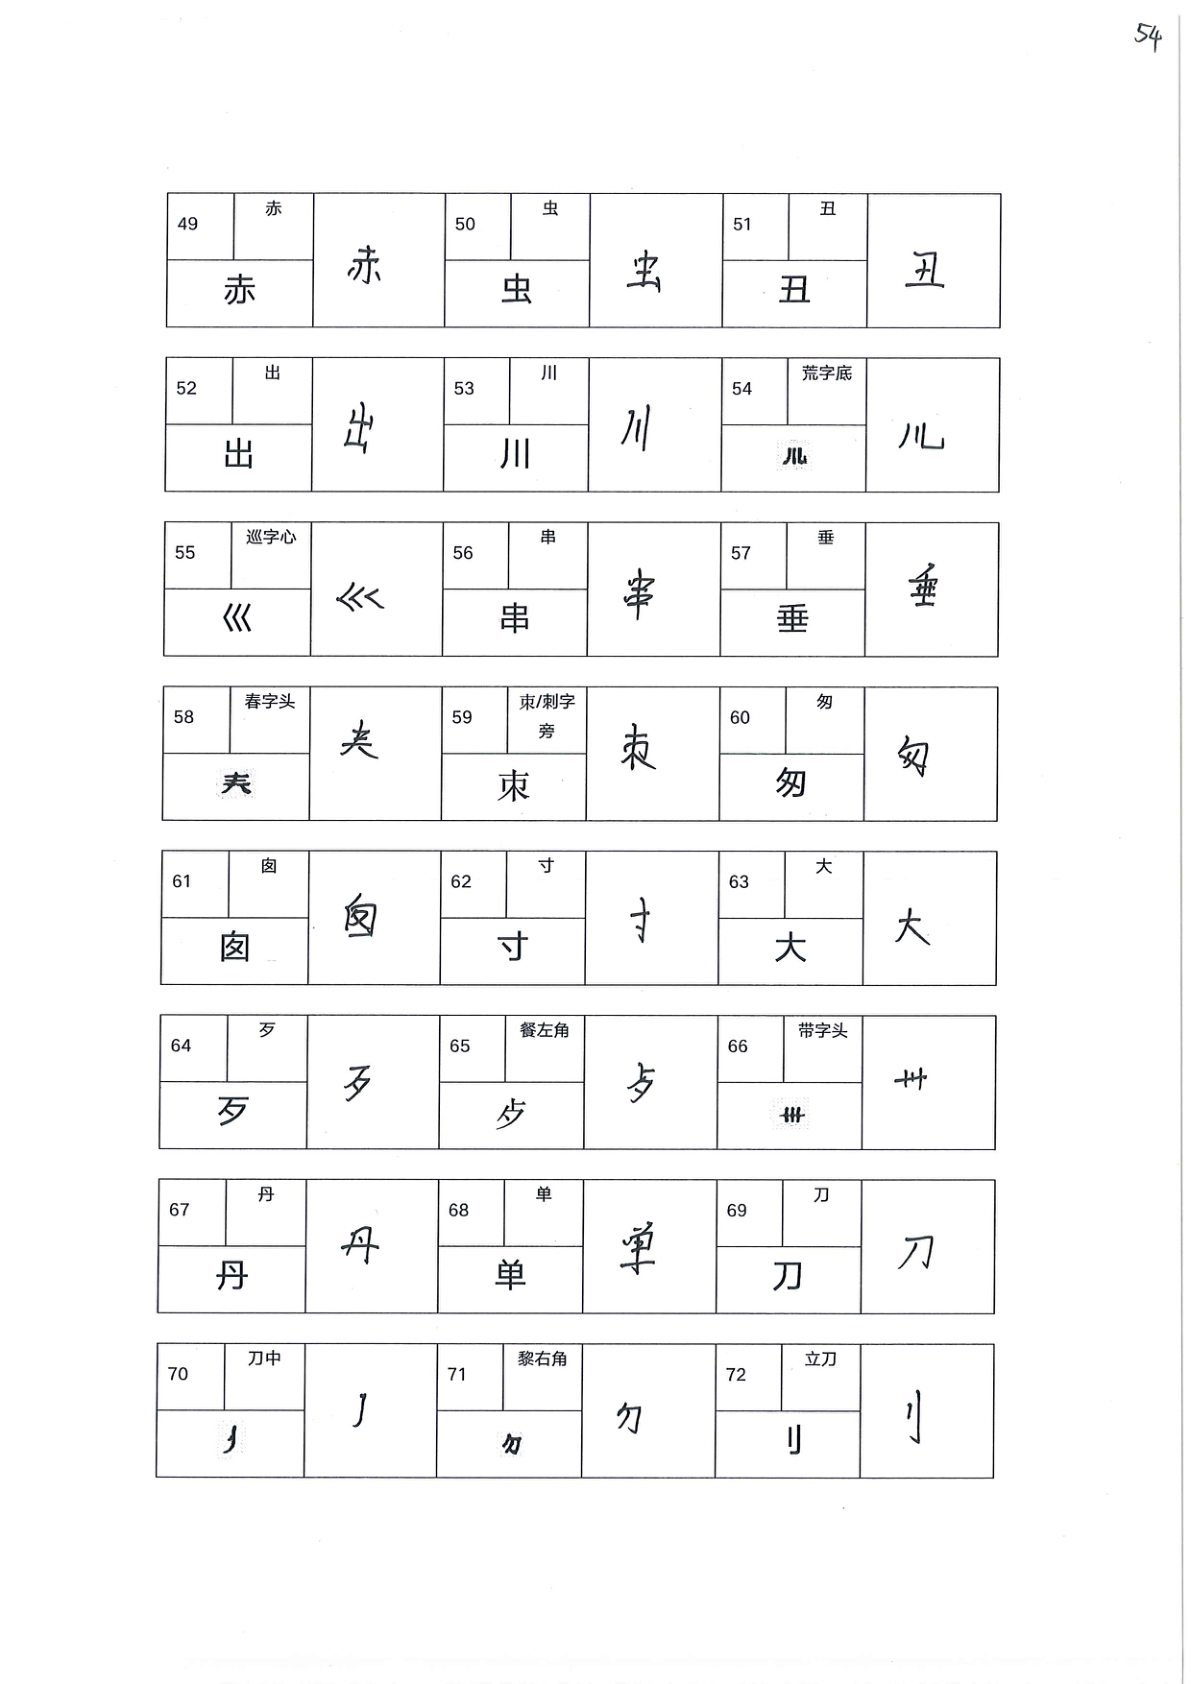 54
49 赤 赤 赤 50 虫 虫 虫 51 丑 丑 丑
52 出 出 出 53 川 川 川 54 荒字底 㐬 儿
55 巡字心 巛 巛 56 串 串 串 57 垂 垂 垂
58 春字头 𡗗 𡗗 59 朿/刺字旁 朿 朿 60 匆 匆 匆
61 囱 囱 囱 62 寸 寸 寸 63 大 大 大
64 歹 歹 歹 65 餐左角 歺 歺 66 带字头 卅 卅
67 丹 丹 丹 68 单 单 单 69 刀 刀 刀
70 刀中 丿 丿 71 黎右角 勿 勿 72 立刀 刂 刂